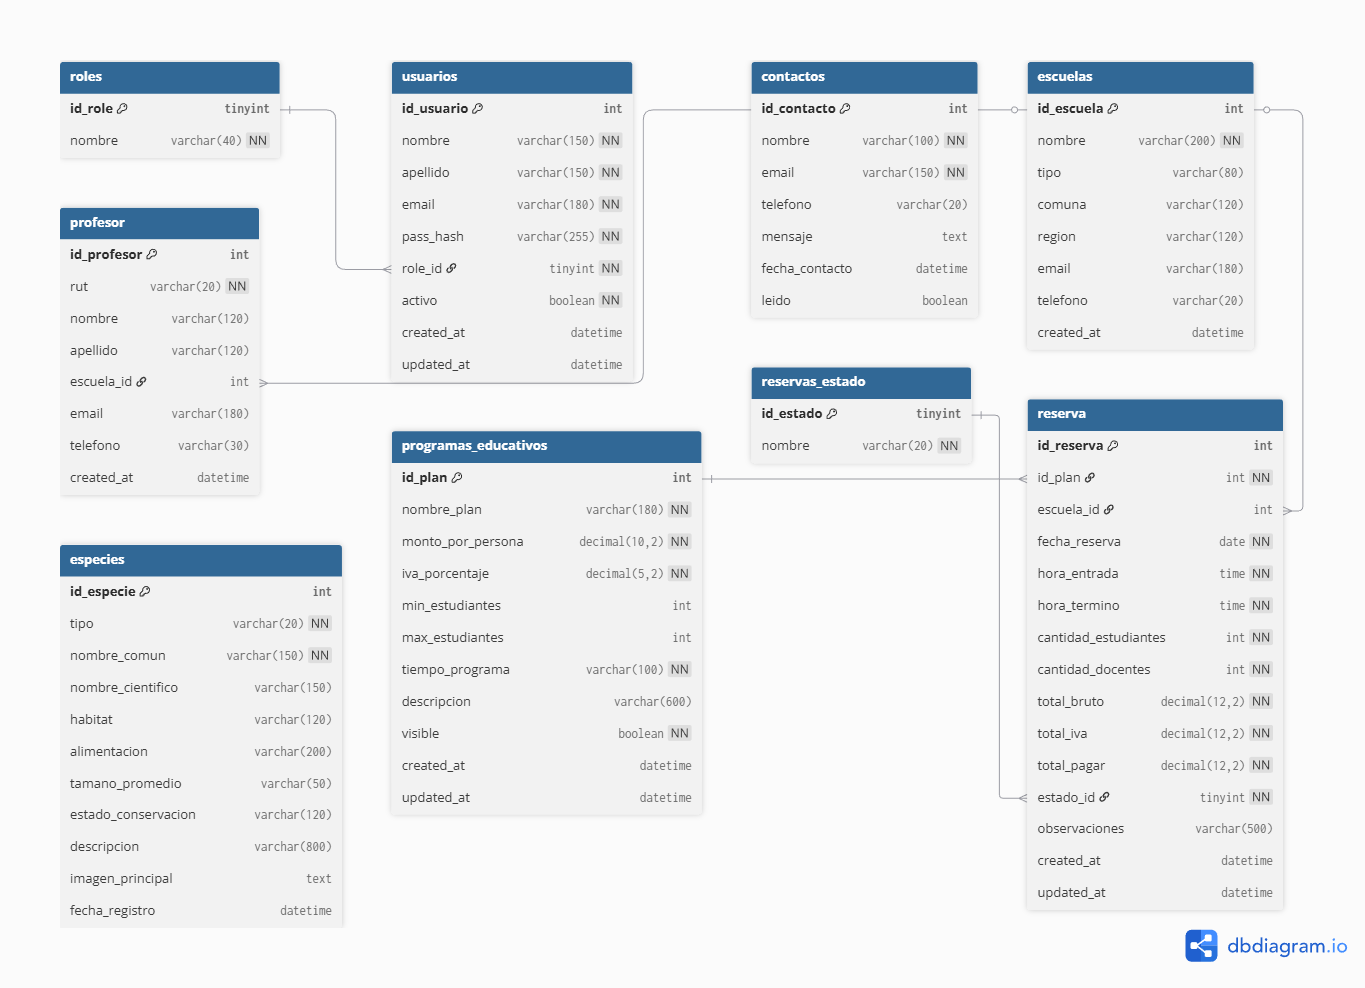 roles
id_role tinyint
nombre varchar(40) NN
usuarios
id_usuario int
nombre varchar(150) NN
apellido varchar(150) NN
email varchar(180) NN
pass_hash varchar(255) NN
role_id tinyint NN
activo boolean NN
created_at datetime
updated_at datetime
contactos
id_contacto int
nombre varchar(100) NN
email varchar(150) NN
telefono varchar(20)
mensaje text
fecha_contacto datetime
leido boolean
escuelas
id_escuela int
nombre varchar(200) NN
tipo varchar(80)
comuna varchar(120)
region varchar(120)
email varchar(180)
telefono varchar(20)
created_at datetime
profesor
id_profesor int
rut varchar(20) NN
nombre varchar(120)
apellido varchar(120)
escuela_id int
email varchar(180)
telefono varchar(30)
created_at datetime
reservas_estado
id_estado tinyint
nombre varchar(20) NN
reserva
id_reserva int
id_plan int NN
escuela_id int
fecha_reserva date NN
hora_entrada time NN
hora_termino time NN
cantidad_estudiantes int NN
cantidad_docentes int NN
total_bruto decimal(12,2) NN
total_iva decimal(12,2) NN
total_pagar decimal(12,2) NN
estado_id tinyint NN
observaciones varchar(500)
created_at datetime
updated_at datetime
programas_educativos
id_plan int
nombre_plan varchar(180) NN
monto_por_persona decimal(10,2) NN
iva_porcentaje decimal(5,2) NN
min_estudiantes int
max_estudiantes int
tiempo_programa varchar(100) NN
descripcion varchar(600)
visible boolean NN
created_at datetime
updated_at datetime
especies
id_especie int
tipo varchar(20) NN
nombre_comun varchar(150) NN
nombre_cientifico varchar(150)
habitat varchar(120)
alimentacion varchar(200)
tamano_promedio varchar(50)
estado_conservacion varchar(120)
descripcion varchar(800)
imagen_principal text
fecha_registro datetime
dbdiagram.io